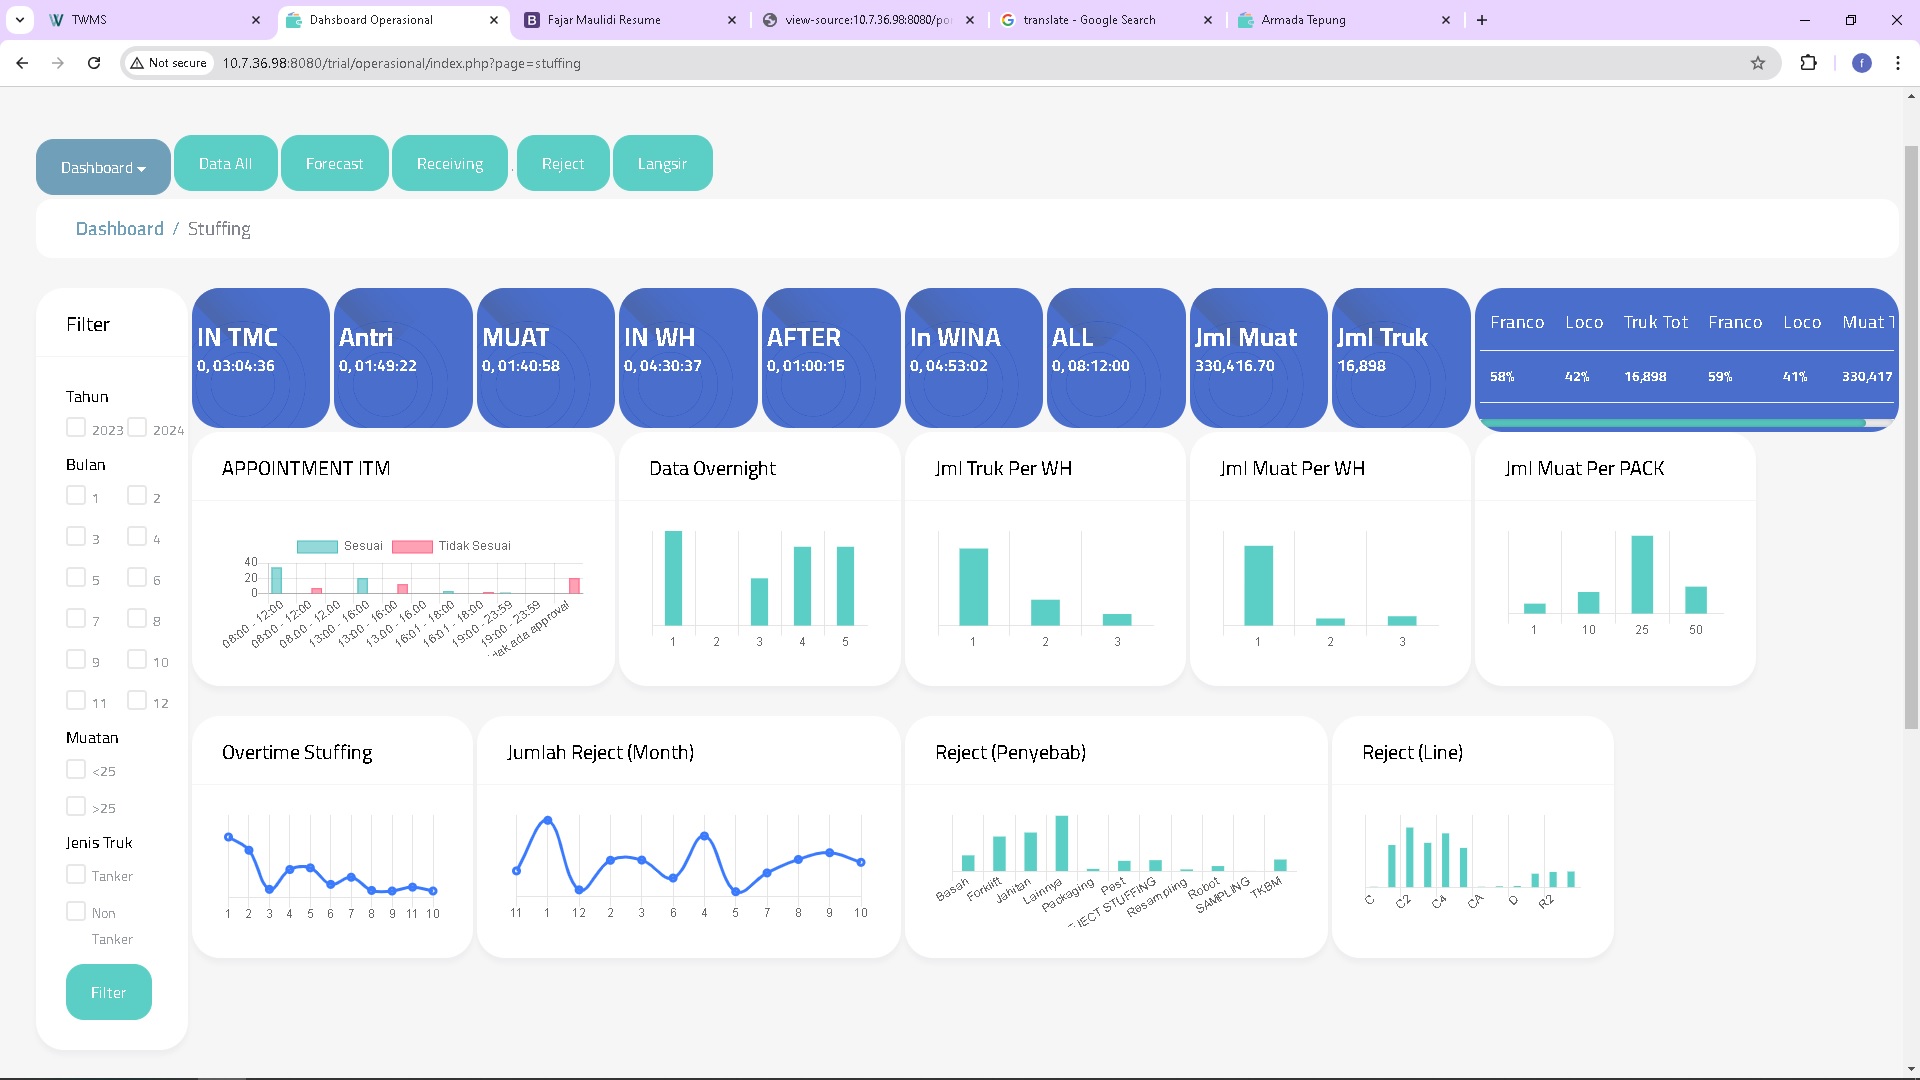 TWMS
Dahsboard Operasional
Fajar Maulidi Resume
view-source:10.7.36.98:8080/po
translate - Google Search
Armada Tepung
Not secure
10.7.36.98:8080/trial/operasional/index.php?page=stuffing
f
Dashboard
Data All
Forecast
Receiving
.
Reject
Langsir
Dashboard / Stuffing
Filter
Tahun
2023 2024
Bulan
1 2
3 4
5 6
7 8
9 10
11 12
Muatan
<25
>25
Jenis Truk
Tanker
Non
Tanker
Filter
IN TMC
0, 03:04:36
Antri
0, 01:49:22
MUAT
0, 01:40:58
IN WH
0, 04:30:37
AFTER
0, 01:00:15
In WINA
0, 04:53:02
ALL
0, 08:12:00
Jml Muat
330,416.70
Jml Truk
16,898
Franco Loco Truk Tot Franco Loco Muat T
58% 42% 16,898 59% 41% 330,417
APPOINTMENT ITM
Sesuai Tidak Sesuai
40
20
0
08:00 - 12:00
08:00 - 12:00
08:00 - 12.00
13:00 - 16:00
13:00 - 16:00
13:00 - 16.00
16:01 - 18:00
16:01 - 18:00
19:00 - 23:59
19:00 - 23:59
dak ada approval
Data Overnight
1 2 3 4 5
Jml Truk Per WH
1 2 3
Jml Muat Per WH
1 2 3
Jml Muat Per PACK
1 10 25 50
Overtime Stuffing
1 2 3 4 5 6 7 8 9 11 10
Jumlah Reject (Month)
11 1 12 2 3 6 4 5 7 8 9 10
Reject (Penyebab)
Basah
Forklift
Jahitan
Lainnya
Packaging
Pest
JECT STUFFING
Resampling
Robot
SAMPLING
TKBM
Reject (Line)
C
C2
C4
CA
D
R2